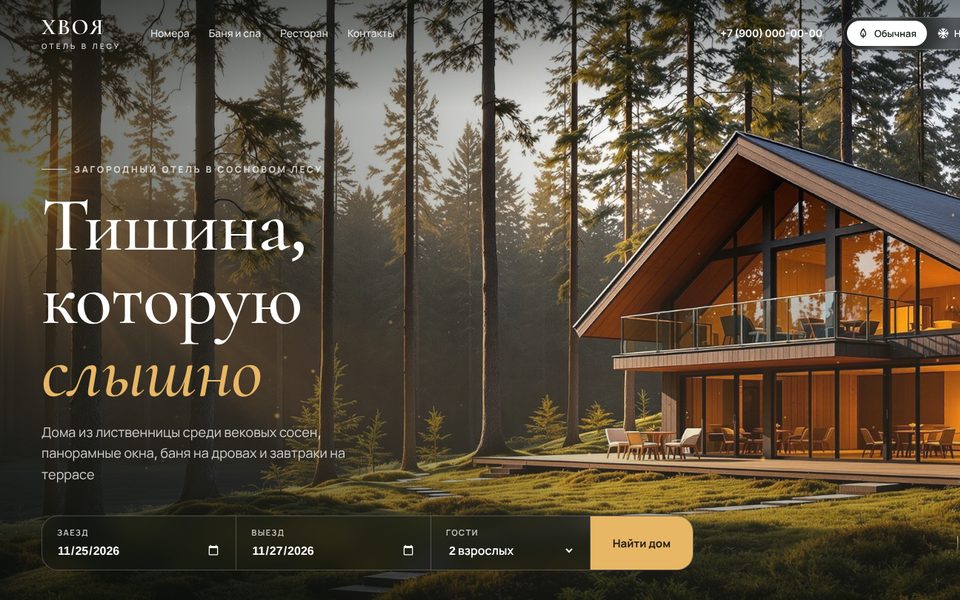 ХВОЯ
ОТЕЛЬ В ЛЕСУ
Номера Баня и спа Ресторан Контакты
+7 (900) 000-00-00
Обычная
ЗАГОРОДНЫЙ ОТЕЛЬ В СОСНОВОМ ЛЕСУ
Тишина,
которую
слышно
Дома из лиственницы среди вековых сосен,
панорамные окна, баня на дровах и завтраки на
террасе
ЗАЕЗД ВЫЕЗД ГОСТИ
11/25/2026 11/27/2026 2 взрослых Найти дом